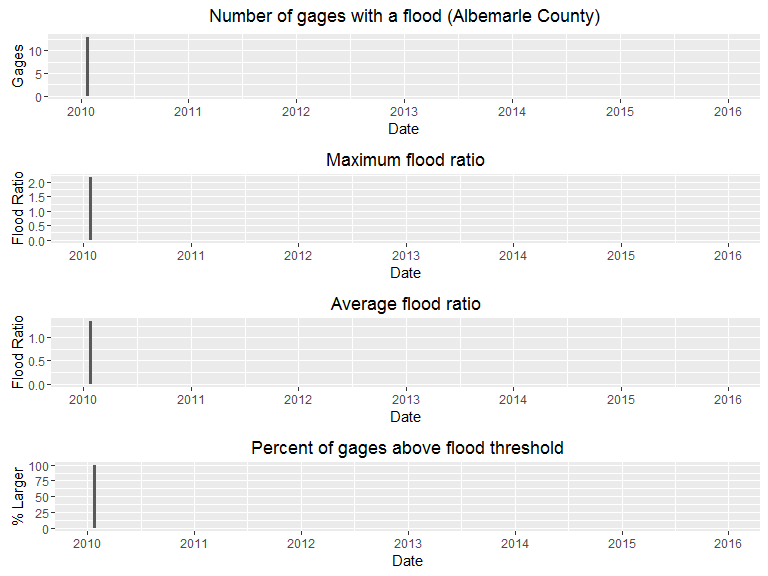 Number of gages with a flood (Albemarle County)
Gages
10
5
0
2010 2011 2012 2013 2014 2015 2016
Date
Maximum flood ratio
Flood Ratio
2.0
1.5
1.0
0.5
0.0
2010 2011 2012 2013 2014 2015 2016
Date
Average flood ratio
Flood Ratio
1.0
0.5
0.0
2010 2011 2012 2013 2014 2015 2016
Date
Percent of gages above flood threshold
% Larger
100
75
50
25
0
2010 2011 2012 2013 2014 2015 2016
Date